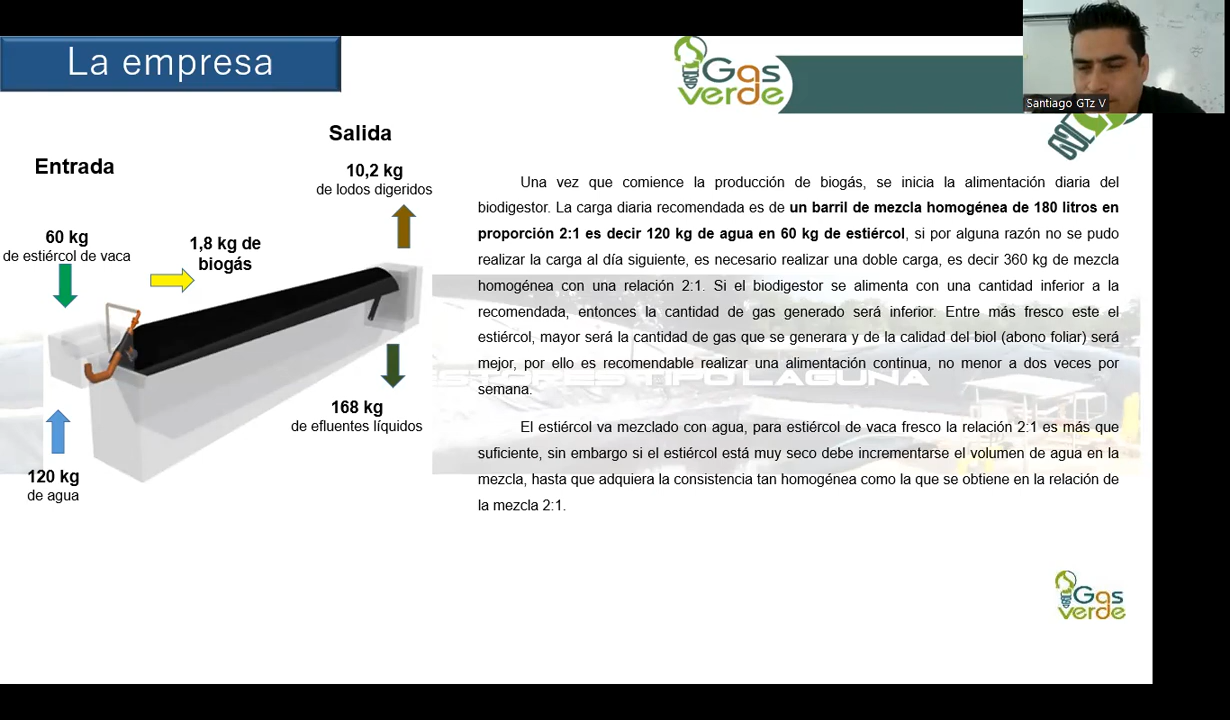 La empresa
Gas
verde
Santiago GTz V
Salida
Entrada
10,2 kg
de lodos digeridos
60 kg
de estiércol de vaca
1,8 kg de
biogás
168 kg
de efluentes líquidos
120 kg
de agua
Una vez que comience la producción de biogás, se inicia la alimentación diaria del
biodigestor. La carga diaria recomendada es de un barril de mezcla homogénea de 180 litros en
proporción 2:1 es decir 120 kg de agua en 60 kg de estiércol, si por alguna razón no se pudo
realizar la carga al día siguiente, es necesario realizar una doble carga, es decir 360 kg de mezcla
homogénea con una relación 2:1. Si el biodigestor se alimenta con una cantidad inferior a la
recomendada, entonces la cantidad de gas generado será inferior. Entre más fresco este el
estiércol, mayor será la cantidad de gas que se generara y de la calidad del biol (abono foliar) será
mejor, por ello es recomendable realizar una alimentación continua, no menor a dos veces por
semana.
El estiércol va mezclado con agua, para estiércol de vaca fresco la relación 2:1 es más que
suficiente, sin embargo si el estiércol está muy seco debe incrementarse el volumen de agua en la
mezcla, hasta que adquiera la consistencia tan homogénea como la que se obtiene en la relación de
la mezcla 2:1.
TIPO LAGUNA
Gas
verde